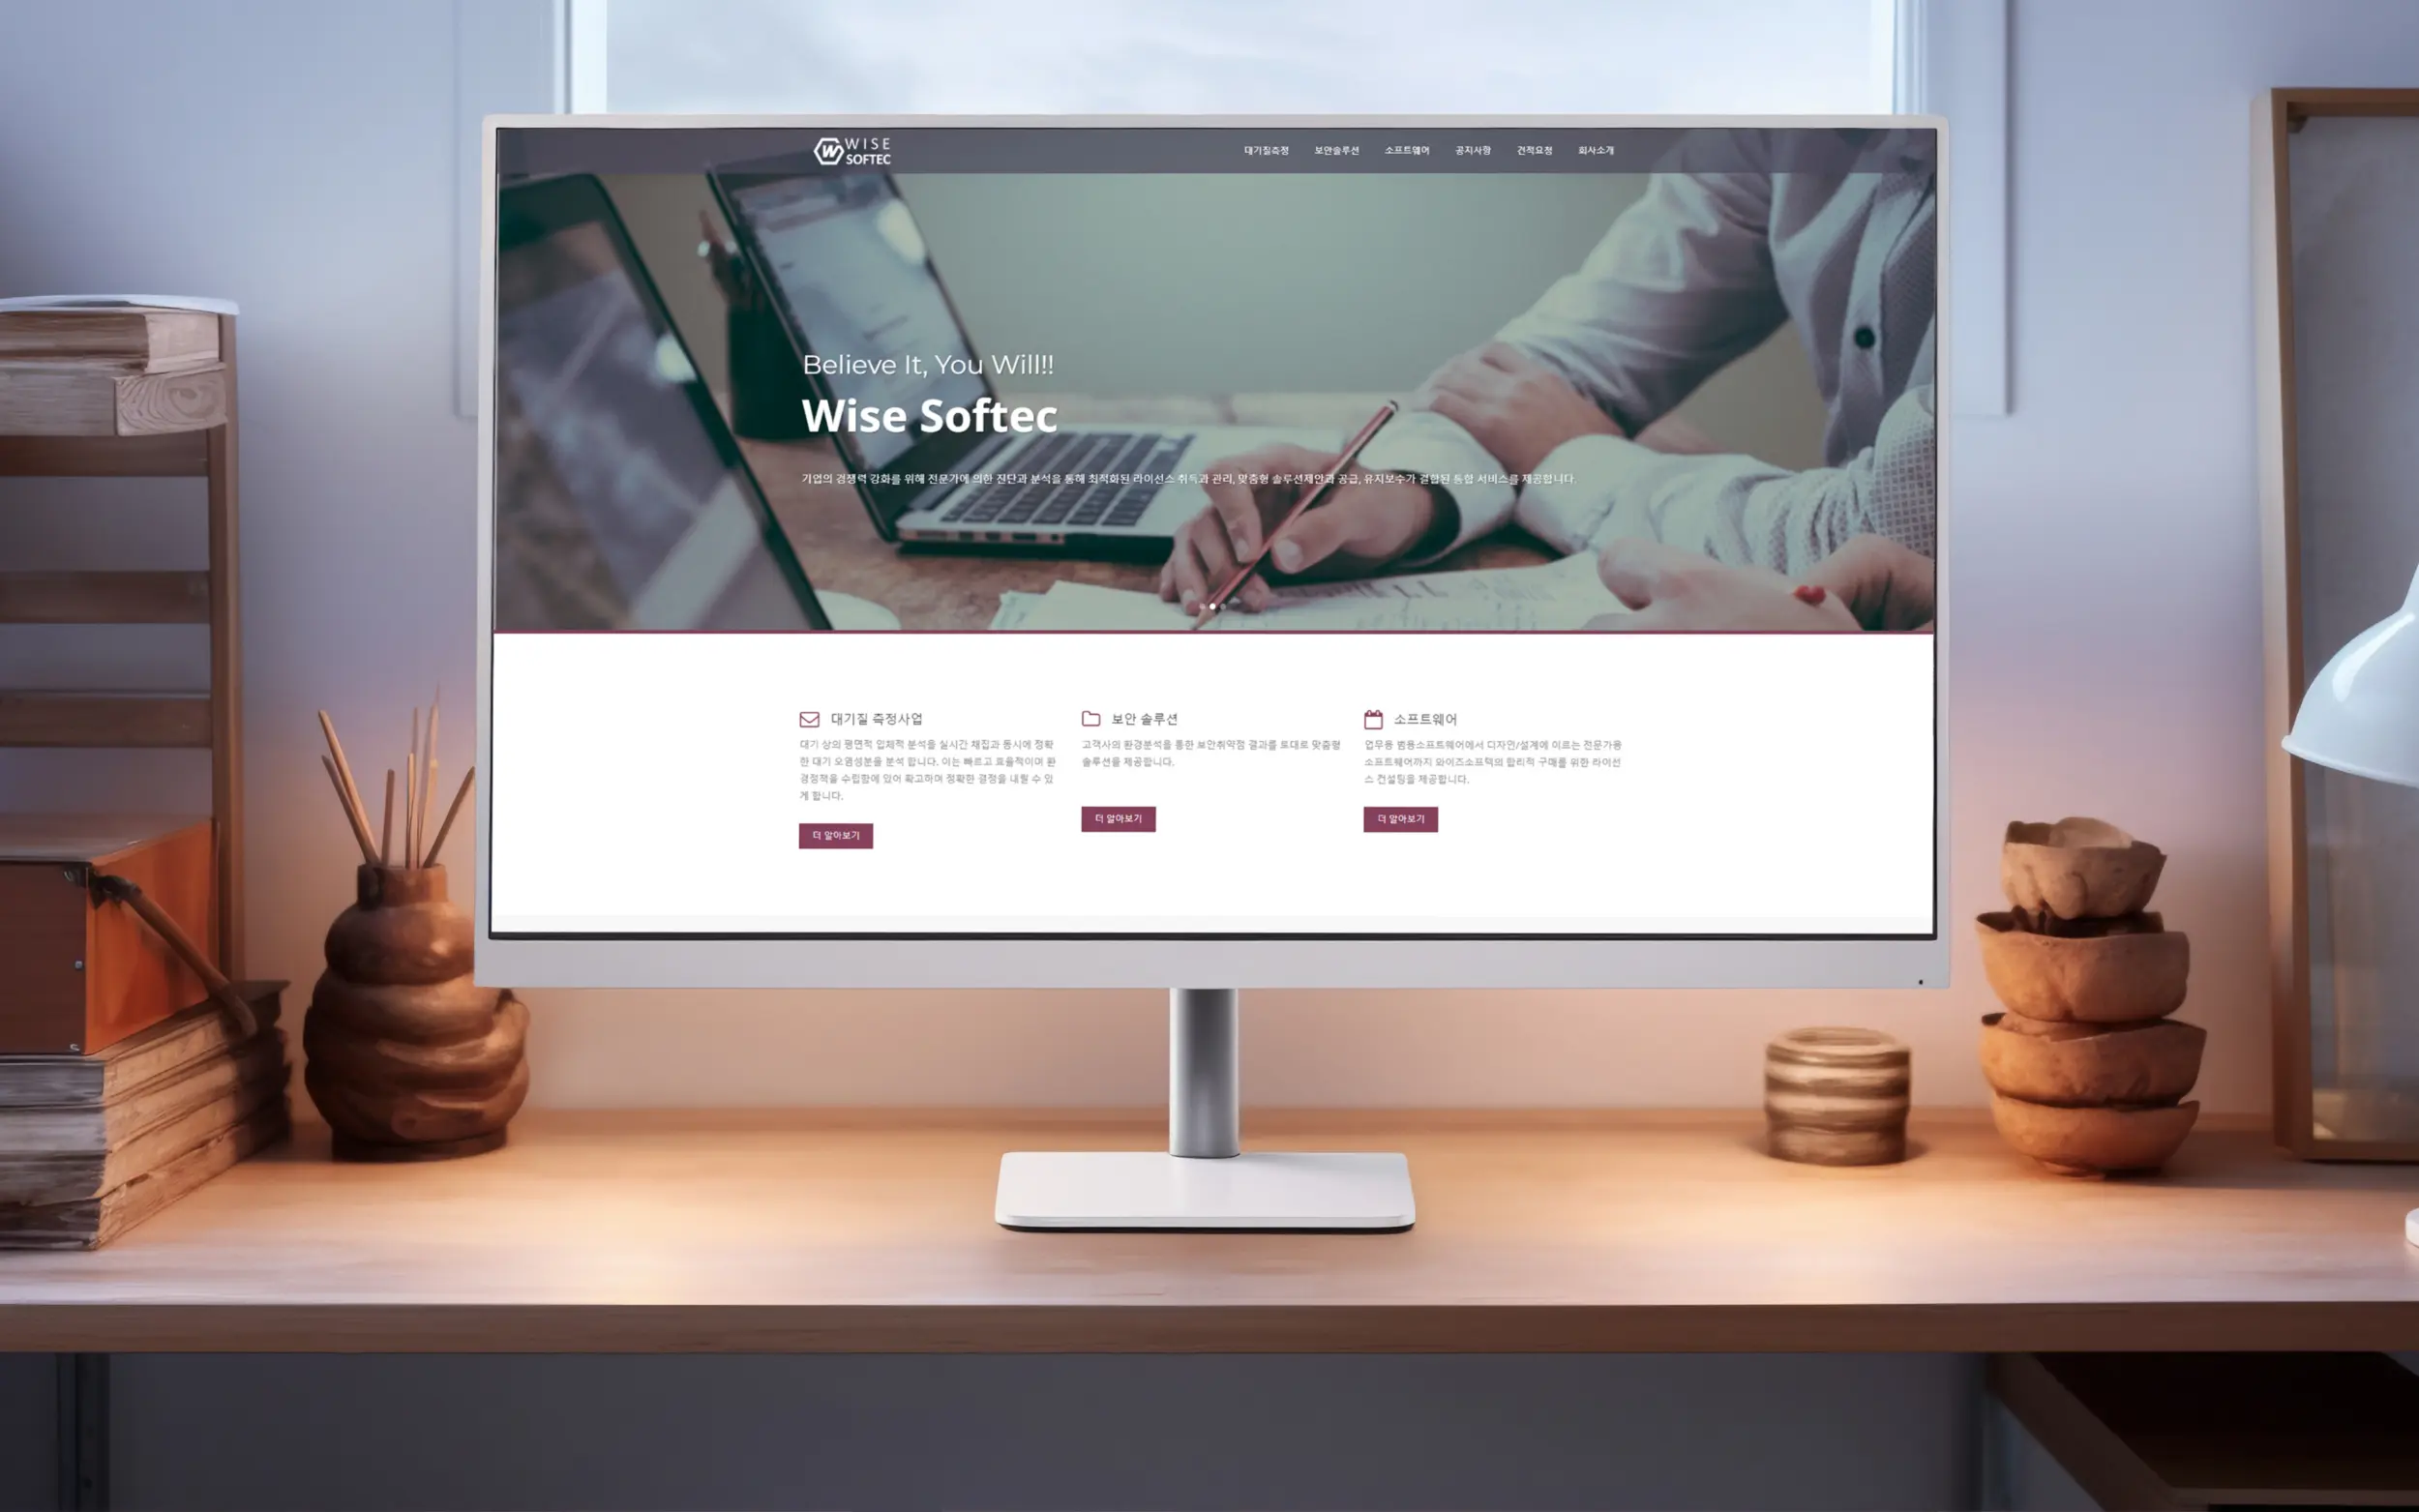 WISE
SOFTEC
대기질측정 보안솔루션 소프트웨어 공지사항 견적요청 회사소개
Believe It, You Will!!
Wise Softec
기업의 경쟁력 강화를 위해 전문가에 의한 진단과 분석을 통해 최적화된 라이선스 취득과 관리, 맞춤형 솔루션제안과 공급, 유지보수가 결합된 통합 서비스를 제공합니다.
대기질 측정사업
대기 상의 평면적 입체적 분석을 실시간 채집과 동시에 정확
한 대기 오염성분을 분석 합니다. 이는 빠르고 효율적이며 환
경정책을 수립함에 있어 확고하며 정확한 결정을 내릴 수 있
게 합니다.
더 알아보기
보안 솔루션
고객사의 환경분석을 통한 보안취약점 결과를 토대로 맞춤형
솔루션을 제공합니다.
더 알아보기
소프트웨어
업무용 범용소프트웨어에서 디자인/설계에 이르는 전문가용
소프트웨어까지 와이즈소프텍의 합리적 구매를 위한 라이선
스 컨설팅을 제공합니다.
더 알아보기